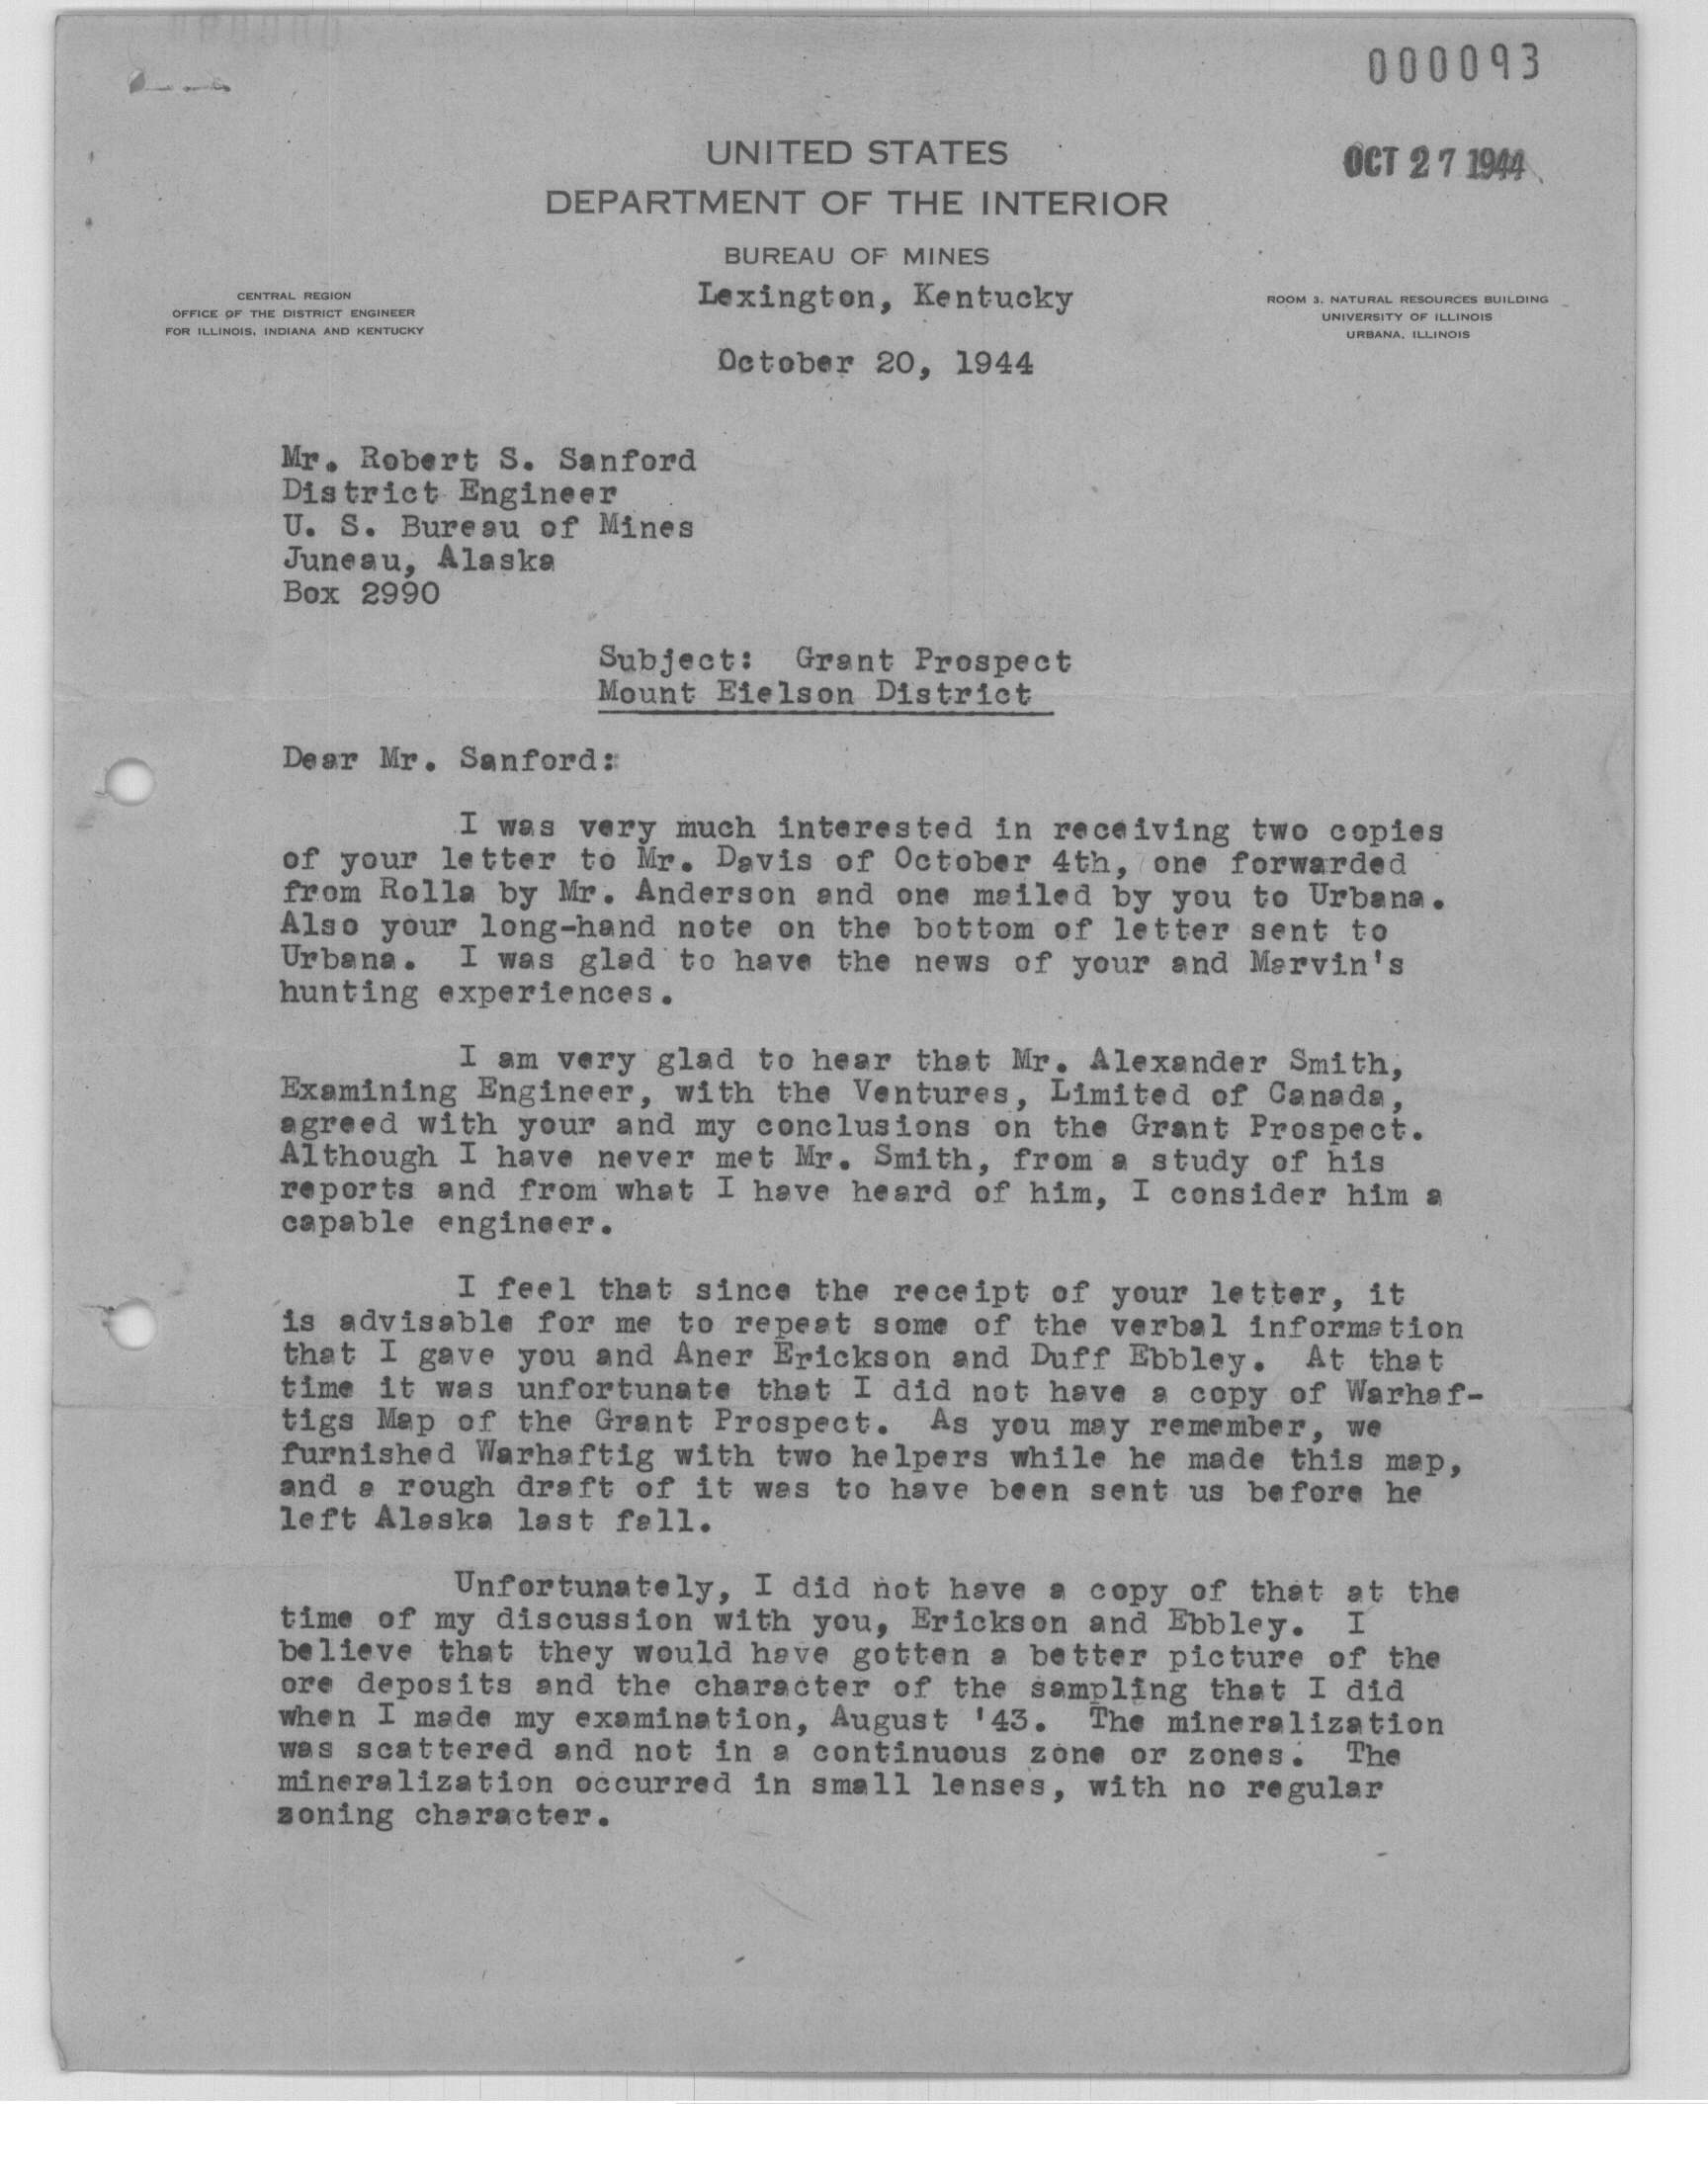 000093
OCT 27 1944
UNITED STATES
DEPARTMENT OF THE INTERIOR
BUREAU OF MINES
Lexington, Kentucky
CENTRAL REGION
OFFICE OF THE DISTRICT ENGINEER
FOR ILLINOIS, INDIANA AND KENTUCKY
ROOM 3, NATURAL RESOURCES BUILDING
UNIVERSITY OF ILLINOIS
URBANA, ILLINOIS
October 20, 1944
Mr. Robert S. Sanford
District Engineer
U. S. Bureau of Mines
Juneau, Alaska
Box 2990
Subject: Grant Prospect
Mount Eielson District
Dear Mr. Sanford:
I was very much interested in receiving two copies
of your letter to Mr. Davis of October 4th, one forwarded
from Rolla by Mr. Anderson and one mailed by you to Urbana.
Also your long-hand note on the bottom of letter sent to
Urbana. I was glad to have the news of your and Marvin's
hunting experiences.
I am very glad to hear that Mr. Alexander Smith,
Examining Engineer, with the Ventures, Limited of Canada,
agreed with your and my conclusions on the Grant Prospect.
Although I have never met Mr. Smith, from a study of his
reports and from what I have heard of him, I consider him a
capable engineer.
I feel that since the receipt of your letter, it
is advisable for me to repeat some of the verbal information
that I gave you and Aner Erickson and Duff Ebbley. At that
time it was unfortunate that I did not have a copy of Warhaf-
tigs Map of the Grant Prospect. As you may remember, we
furnished Warhaftig with two helpers while he made this map,
and a rough draft of it was to have been sent us before he
left Alaska last fall.
Unfortunately, I did not have a copy of that at the
time of my discussion with you, Erickson and Ebbley. I
believe that they would have gotten a better picture of the
ore deposits and the character of the sampling that I did
when I made my examination, August '43. The mineralization
was scattered and not in a continuous zone or zones. The
mineralization occurred in small lenses, with no regular
zoning character.